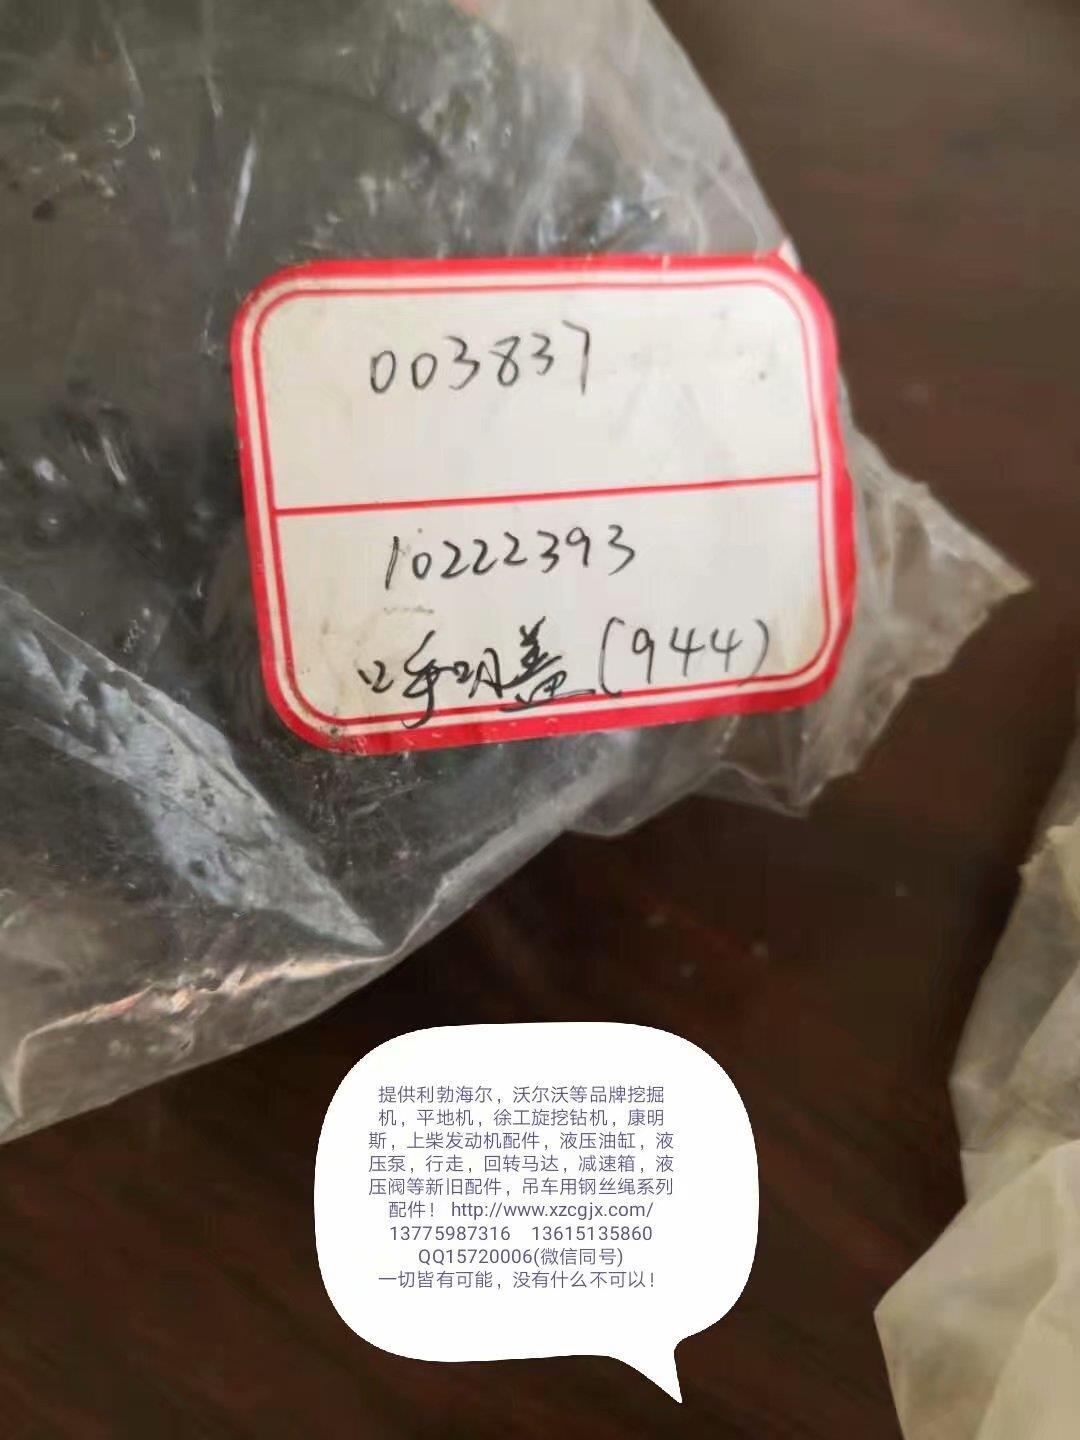 003837
10222393
呼吸盖(944)
提供利勃海尔，沃尔沃等品牌挖掘
机，平地机，徐工旋挖钻机，康明
斯，上柴发动机配件，液压油缸，液
压泵，行走，回转马达，减速箱，液
压阀等新旧配件，吊车用钢丝绳系列
配件！http://www.xzcgjx.com/
13775987316 13615135860
QQ15720006(微信同号)
一切皆有可能，没有什么不可以！